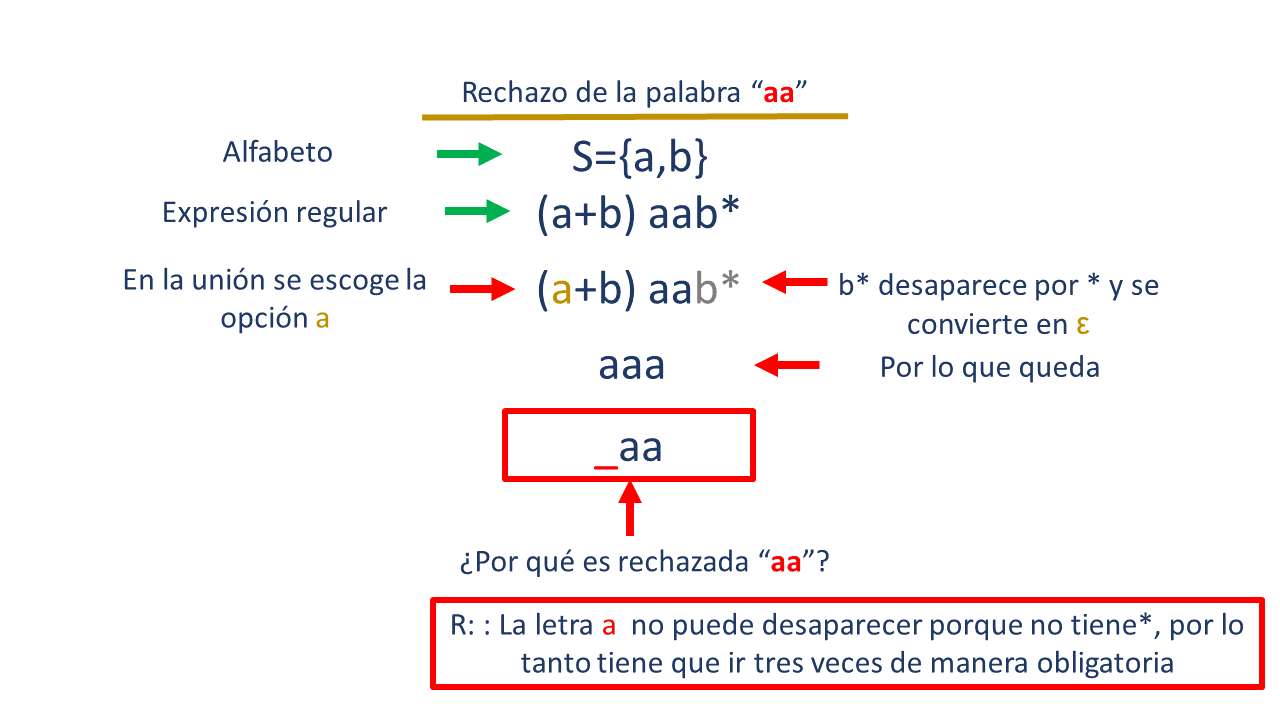 Rechazo de la palabra “aa”
Alfabeto
S={a,b}
Expresión regular
(a+b) aab*
En la unión se escoge la
opción a
(a+b) aab*
b* desaparece por * y se
convierte en ε
aaa
Por lo que queda
_aa
¿Por qué es rechazada “aa”?
R: : La letra a no puede desaparecer porque no tiene*, por lo
tanto tiene que ir tres veces de manera obligatoria